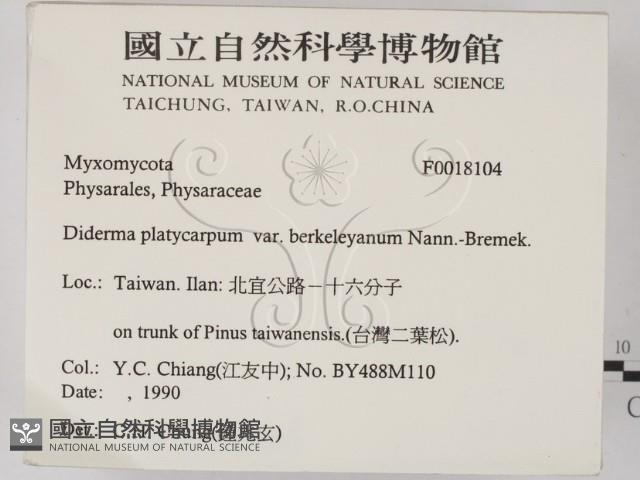 國立自然科學博物館
NATIONAL MUSEUM OF NATURAL SCIENCE
TAICHUNG, TAIWAN, R.O.CHINA
Myxomycota F0018104
Physarales, Physaraceae
Diderma platycarpum var. berkeleyanum Nann.-Bremek.
Loc.: Taiwan. Ilan: 北宜公路－十六分子
on trunk of Pinus taiwanensis.(台灣二葉松).
Col.: Y.C. Chiang(江友中); No. BY488M110
Date: , 1990
國立自然科學博物館
NATIONAL MUSEUM OF NATURAL SCIENCE
10